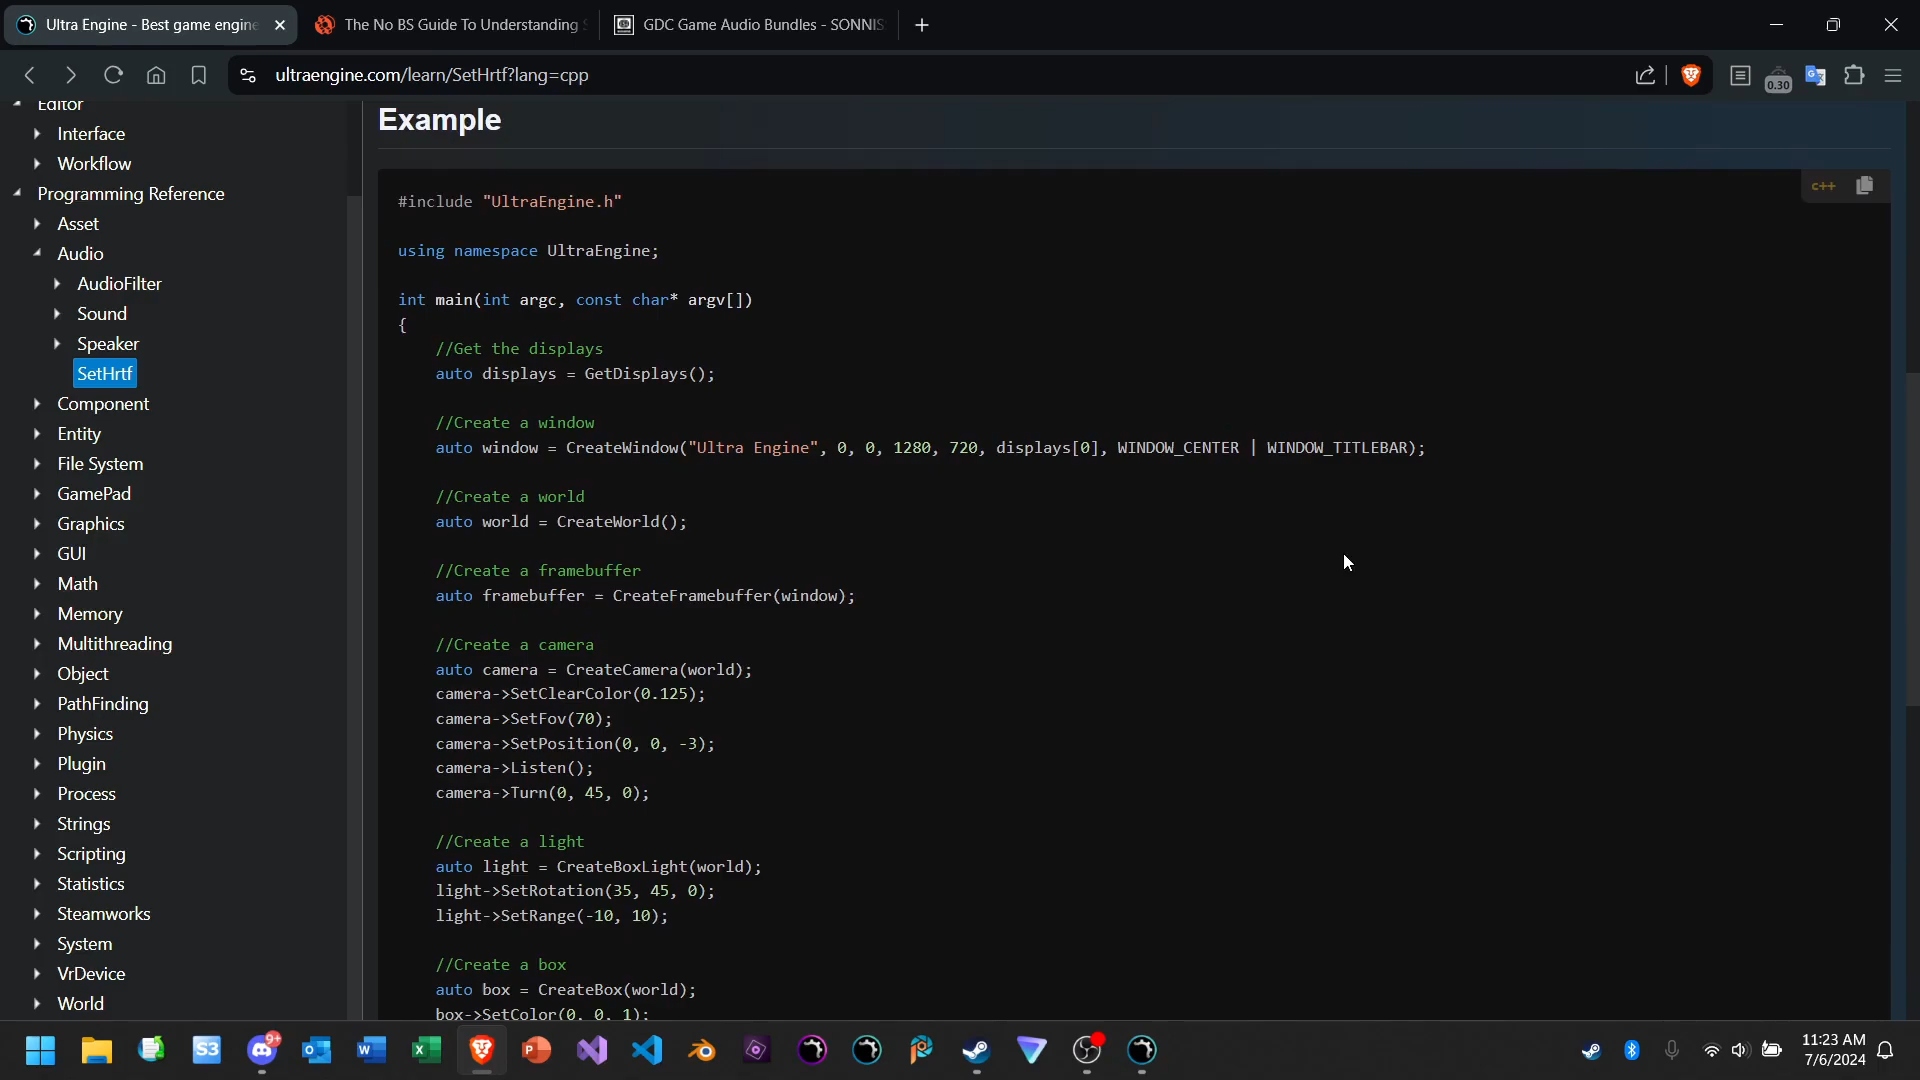 Ultra Engine - Best game engine
The No BS Guide To Understanding
GDC Game Audio Bundles - SONNIS
ultraengine.com/learn/SetHrtf?lang=cpp
0.30
Editor
Interface
Workflow
Programming Reference
Asset
Audio
AudioFilter
Sound
Speaker
SetHrtf
Component
Entity
File System
GamePad
Graphics
GUI
Math
Memory
Multithreading
Object
PathFinding
Physics
Plugin
Process
Strings
Scripting
Statistics
Steamworks
System
VrDevice
World
Example
c++
#include "UltraEngine.h"
using namespace UltraEngine;
int main(int argc, const char* argv[])
{
//Get the displays
auto displays = GetDisplays();
//Create a window
auto window = CreateWindow("Ultra Engine", 0, 0, 1280, 720, displays[0], WINDOW_CENTER | WINDOW_TITLEBAR);
//Create a world
auto world = CreateWorld();
//Create a framebuffer
auto framebuffer = CreateFramebuffer(window);
//Create a camera
auto camera = CreateCamera(world);
camera->SetClearColor(0.125);
camera->SetFov(70);
camera->SetPosition(0, 0, -3);
camera->Listen();
camera->Turn(0, 45, 0);
//Create a light
auto light = CreateBoxLight(world);
light->SetRotation(35, 45, 0);
light->SetRange(-10, 10);
//Create a box
auto box = CreateBox(world);
box->SetColor(0, 0, 1);
S3
9+
11:23 AM
7/6/2024